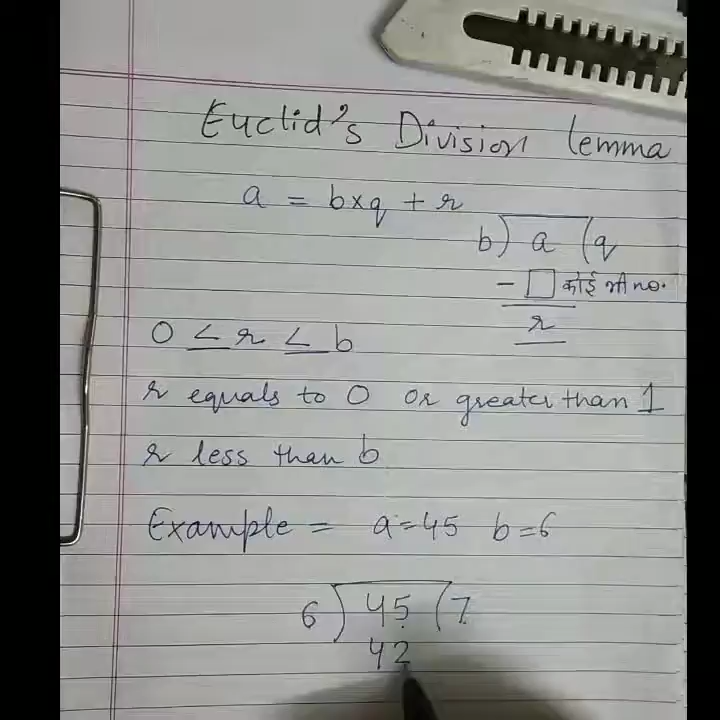 Euclid's Division lemma
a = b×q + r
b) a (q
- □ कोई भी no.
r
0 ≤ r ≤ b
r equals to 0 or greater than 1
r less than b
Example = a=45 b=6
6) 45 (7
42